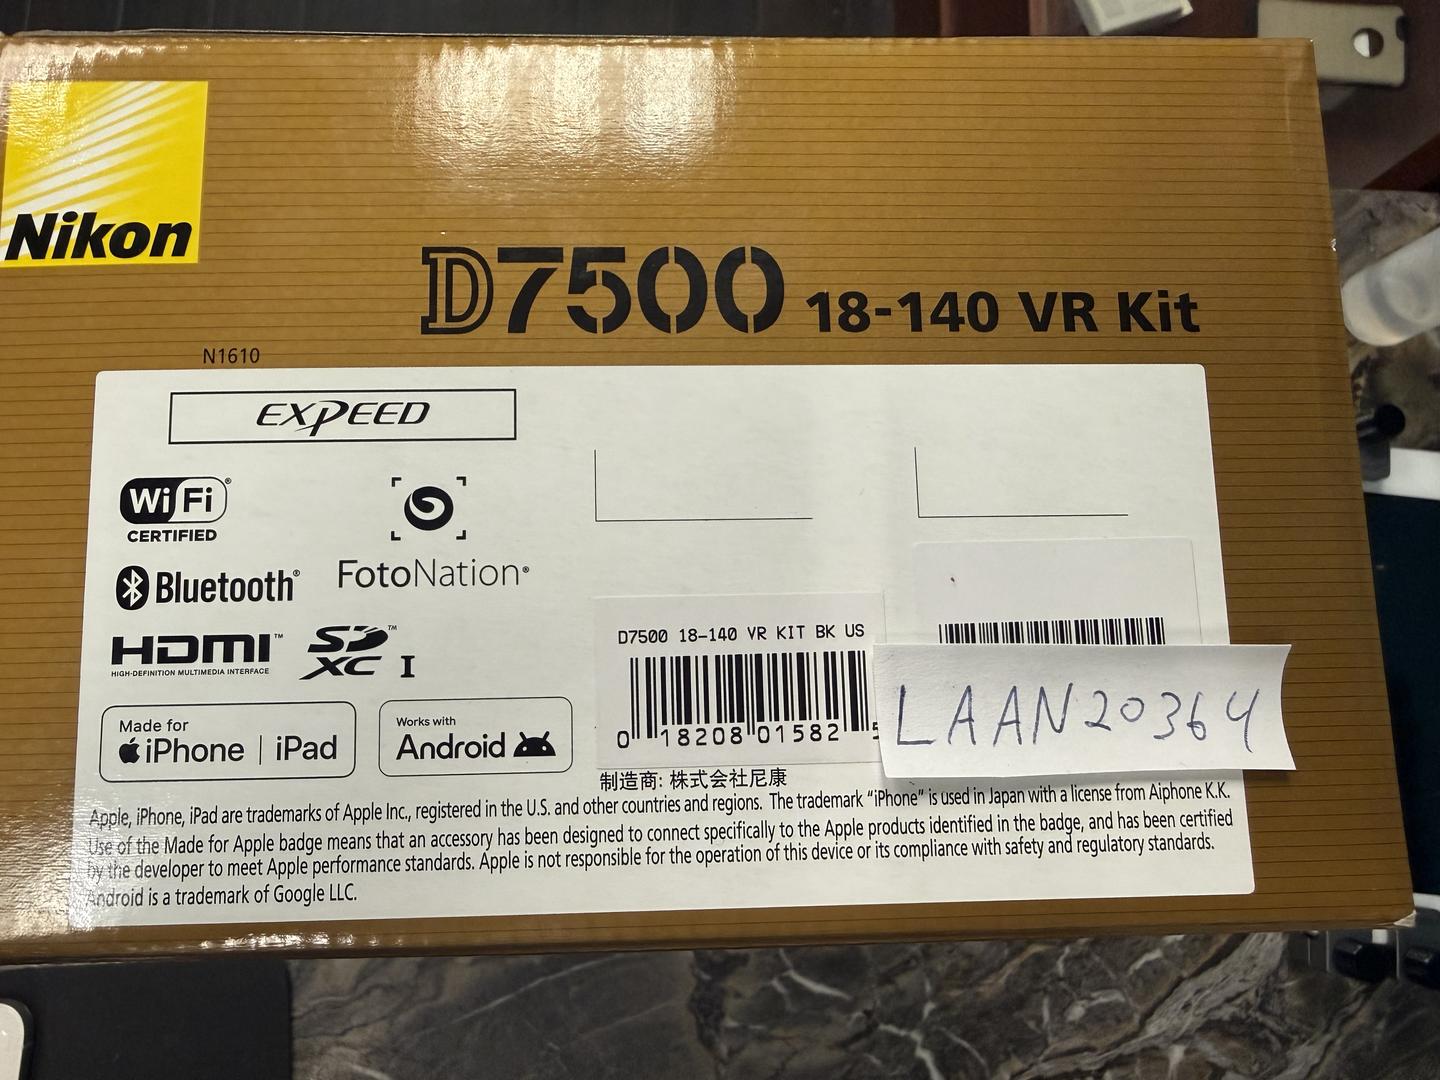 Nikon
D7500 18-140 VR Kit
N1610
EXPEED
Wi Fi®
CERTIFIED
FotoNation®
Bluetooth®
HDMI™
HIGH-DEFINITION MULTIMEDIA INTERFACE
SD XC I™
Made for
iPhone | iPad
Works with
Android
D7500 18-140 VR KIT BK US
0 18208 01582 5
LAAN20364
制造商: 株式会社尼康
Apple, iPhone, iPad are trademarks of Apple Inc., registered in the U.S. and other countries and regions. The trademark “iPhone” is used in Japan with a license from Aiphone K.K.
Use of the Made for Apple badge means that an accessory has been designed to connect specifically to the Apple products identified in the badge, and has been certified
by the developer to meet Apple performance standards. Apple is not responsible for the operation of this device or its compliance with safety and regulatory standards.
Android is a trademark of Google LLC.